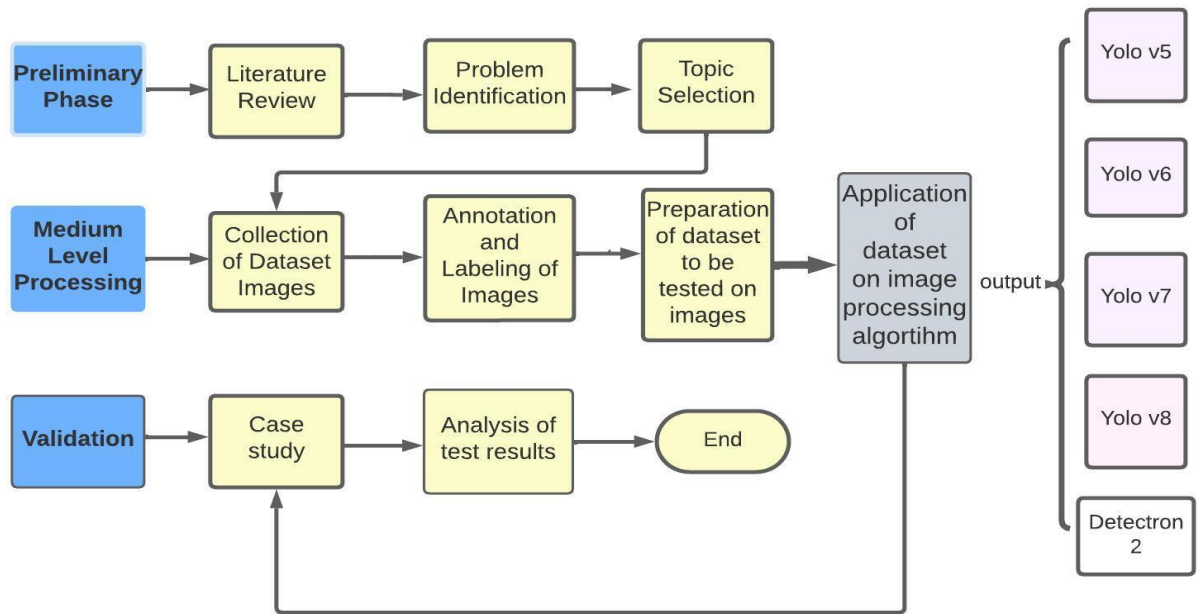 Preliminary
Phase
Literature
Review
Problem
Identification
Topic
Selection
Medium
Level
Processing
Collection
of Dataset
Images
Annotation
and
Labeling of
Images
Preparation
of dataset
to be
tested on
images
Application
of
dataset
on image
processing
algortihm
output
Yolo v5
Yolo v6
Yolo v7
Yolo v8
Detectron
2
Validation
Case
study
Analysis of
test results
End